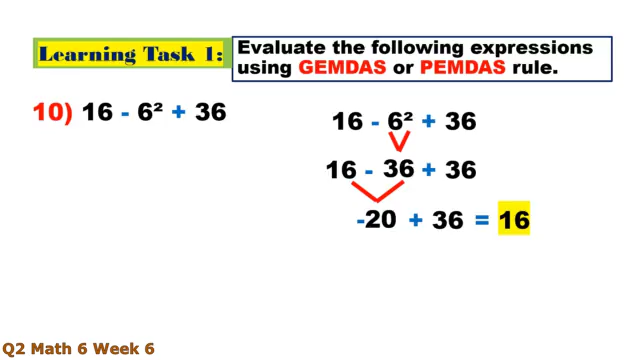 Learning Task 1:
Evaluate the following expressions
using GEMDAS or PEMDAS rule.
10) 16 - 6² + 36
16 - 6² + 36
16 - 36 + 36
-20 + 36 = 16
Q2 Math 6 Week 6